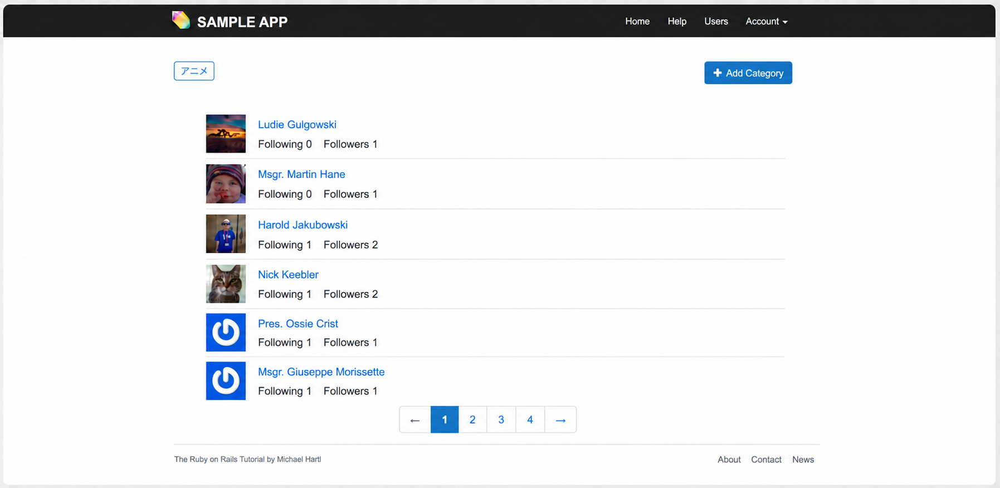 SAMPLE APP
Home Help Users Account
アニメ
Add Category
Ludie Gulgowski
Following 0 Followers 1
Msgr. Martin Hane
Following 0 Followers 1
Harold Jakubowski
Following 1 Followers 2
Nick Keebler
Following 1 Followers 2
Pres. Ossie Crist
Following 1 Followers 1
Msgr. Giuseppe Morissette
Following 1 Followers 1
← 1 2 3 4 →
The Ruby on Rails Tutorial by Michael Hartl
About Contact News